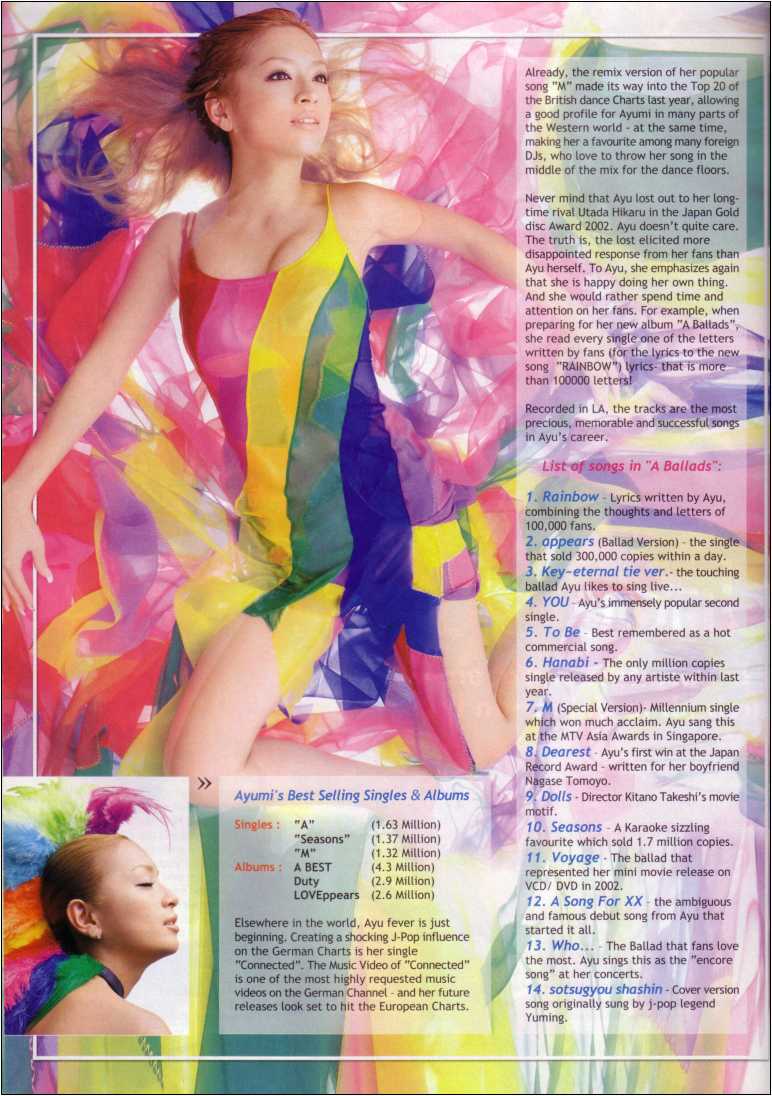 Already, the remix version of her popular
song "M" made its way into the Top 20 of
the British dance Charts last year, allowing
a good profile for Ayumi in many parts of
the Western world - at the same time,
making her a favourite among many foreign
DJs, who love to throw her song in the
middle of the mix for the dance floors.
Never mind that Ayu lost out to her long-
time rival Utada Hikaru in the Japan Gold
disc Award 2002. Ayu doesn't quite care.
The truth is, the lost elicited more
disappointed response from her fans than
Ayu herself. To Ayu, she emphasizes again
that she is happy doing her own thing.
And she would rather spend time and
attention on her fans. For example, when
preparing for her new album "A Ballads",
she read every single one of the letters
written by fans (for the lyrics to the new
song "RAINBOW") lyrics- that is more
than 100000 letters!
Recorded in LA, the tracks are the most
precious, memorable and successful songs
in Ayu's career.
List of songs in "A Ballads":
1. Rainbow - Lyrics written by Ayu,
combining the thoughts and letters of
100,000 fans.
2. appears (Ballad Version) - the single
that sold 300,000 copies within a day.
3. Key~eternal tie ver.- the touching
ballad Ayu likes to sing live...
4. YOU - Ayu's immensely popular second
single.
5. To Be - Best remembered as a hot
commercial song.
6. Hanabi - The only million copies
single released by any artiste within last
year.
7. M (Special Version)- Millennium single
which won much acclaim. Ayu sang this
at the MTV Asia Awards in Singapore.
8. Dearest - Ayu's first win at the Japan
Record Award - written for her boyfriend
Nagase Tomoyo.
9. Dolls - Director Kitano Takeshi's movie
motif.
10. Seasons - A Karaoke sizzling
favourite which sold 1.7 million copies.
11. Voyage - The ballad that
represented her mini movie release on
VCD/ DVD in 2002.
12. A Song For XX - the ambiguous
and famous debut song from Ayu that
started it all.
13. Who... - The Ballad that fans love
the most. Ayu sings this as the "encore
song" at her concerts.
14. sotsugyou shashin - Cover version
song originally sung by j-pop legend
Yuming.
»
Ayumi's Best Selling Singles & Albums
Singles : "A" (1.63 Million)
"Seasons" (1.37 Million)
"M" (1.32 Million)
Albums : A BEST (4.3 Million)
Duty (2.9 Million)
LOVEppears (2.6 Million)
Elsewhere in the world, Ayu fever is just
beginning. Creating a shocking J-Pop influence
on the German Charts is her single
"Connected". The Music Video of "Connected"
is one of the most highly requested music
videos on the German Channel - and her future
releases look set to hit the European Charts.